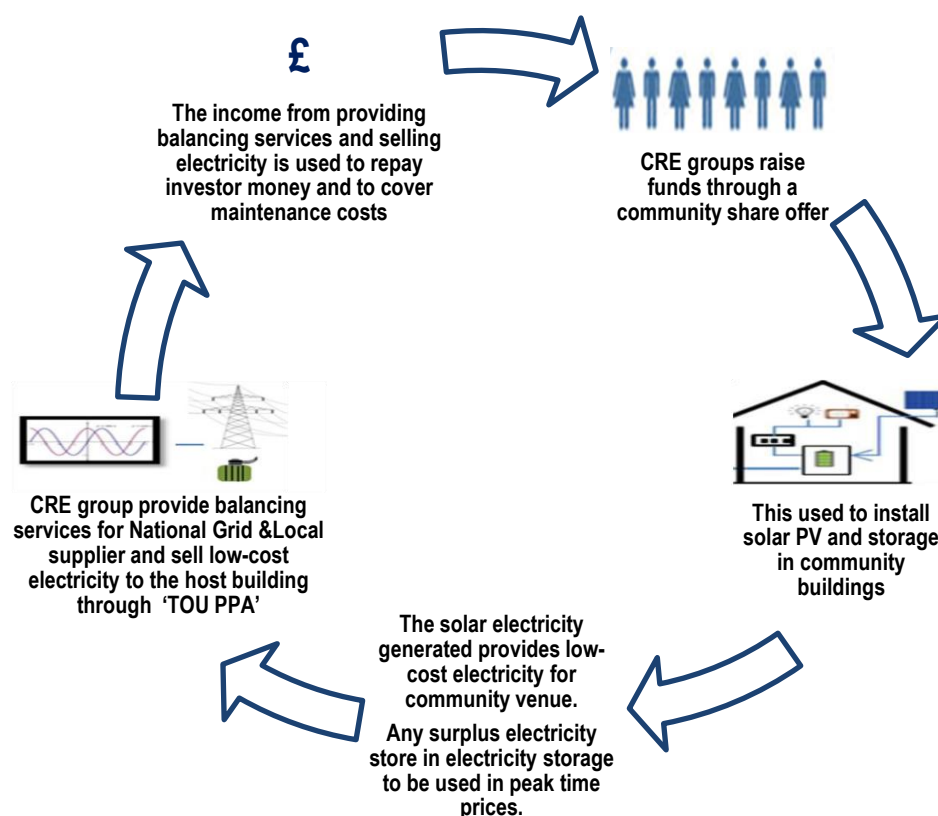 £
The income from providing
balancing services and selling
electricity is used to repay
investor money and to cover
maintenance costs
CRE groups raise
funds through a
community share offer
This used to install
solar PV and storage
in community
buildings
The solar electricity
generated provides low-
cost electricity for
community venue.
Any surplus electricity
store in electricity storage
to be used in peak time
prices.
CRE group provide balancing
services for National Grid &Local
supplier and sell low-cost
electricity to the host building
through ‘TOU PPA’